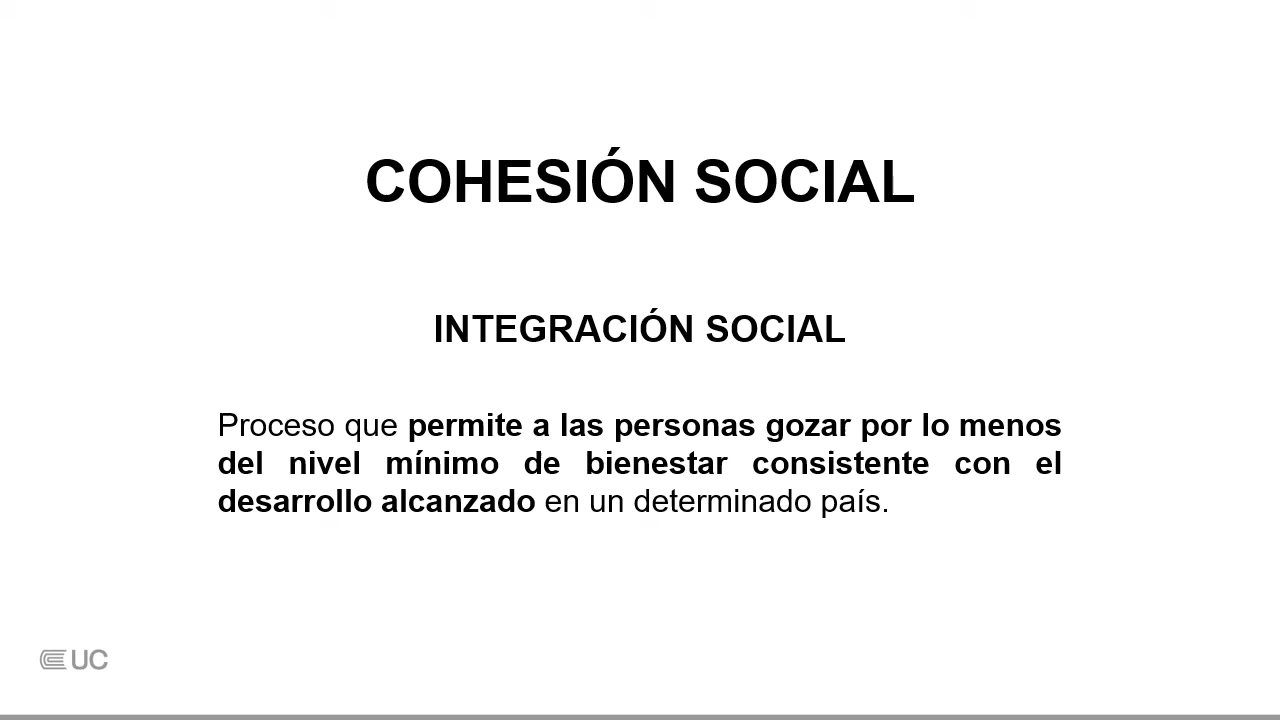 COHESIÓN SOCIAL
INTEGRACIÓN SOCIAL
Proceso que permite a las personas gozar por lo menos
del nivel mínimo de bienestar consistente con el
desarrollo alcanzado en un determinado país.
UC